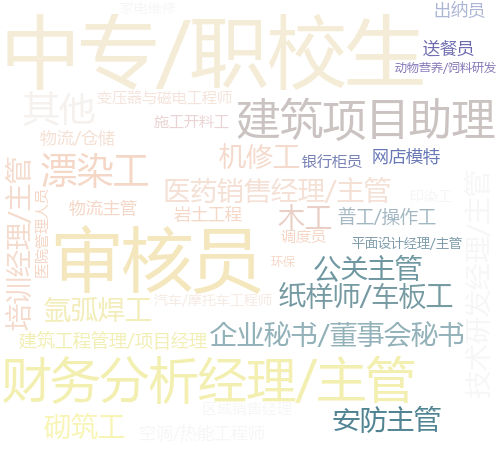 家电维修
出纳员
中专/职校生
送餐员
动物营养/饲料研发
其他
变压器与磁电工程师
建筑项目助理
施工开料工
物流/仓储
机修工
银行柜员
网店模特
漂染工
医药销售经理/主管
印染工
培训经理/主管
医院管理人员
物流主管
岩土工程
木工
普工/操作工
技术研发经理/主管
审核员
调度员
平面设计经理/主管
环保
公关主管
氩弧焊工
汽车/摩托车工程师
纸样师/车板工
建筑工程管理/项目经理
企业秘书/董事会秘书
财务分析经理/主管
区域销售经理
砌筑工
空调/热能工程师
安防主管